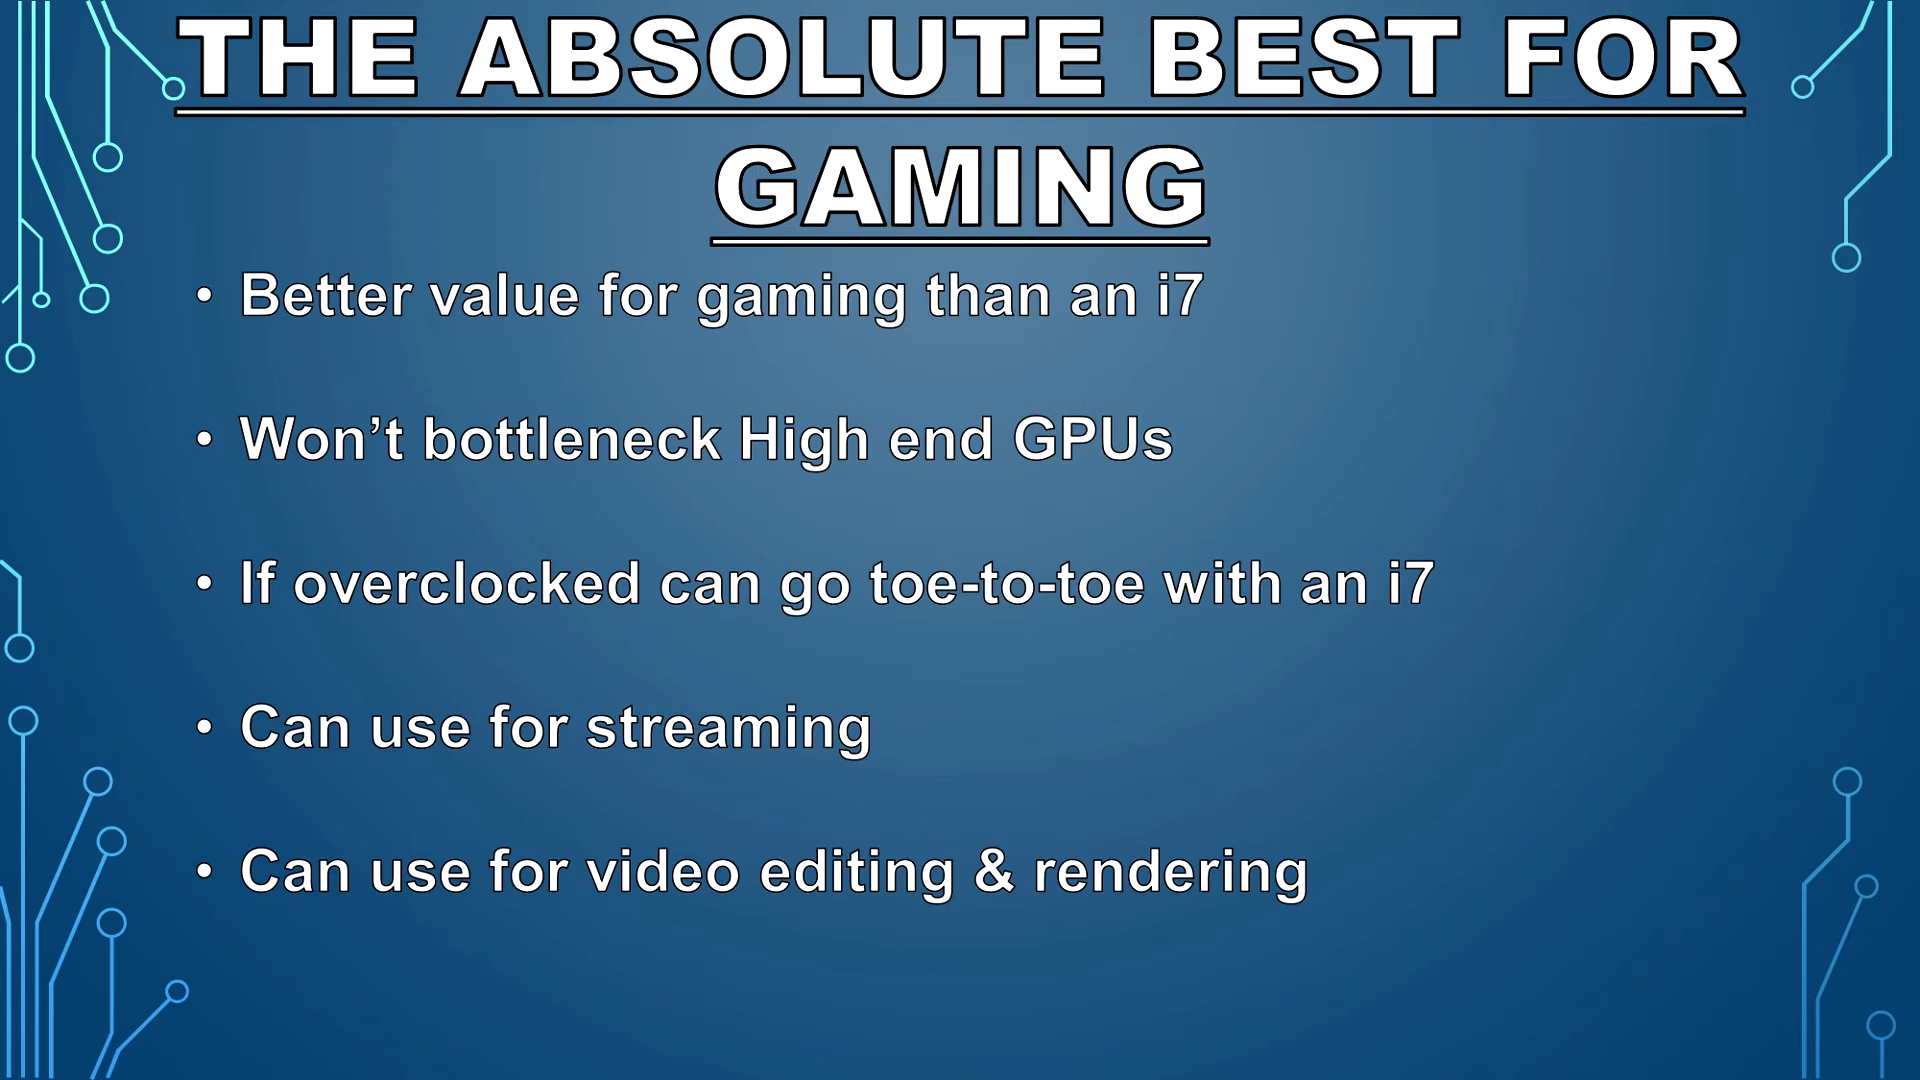 THE ABSOLUTE BEST FOR
GAMING
• Better value for gaming than an i7
• Won’t bottleneck High end GPUs
• If overclocked can go toe-to-toe with an i7
• Can use for streaming
• Can use for video editing & rendering